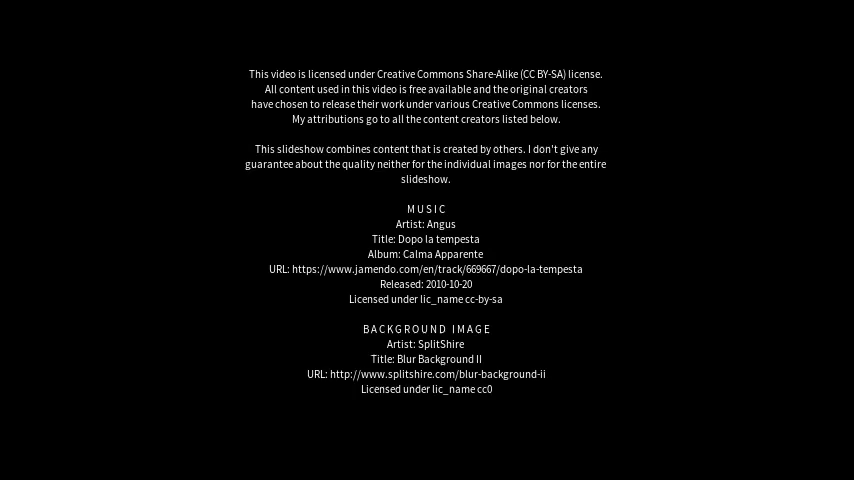 This video is licensed under Creative Commons Share-Alike (CC BY-SA) license.
All content used in this video is free available and the original creators
have chosen to release their work under various Creative Commons licenses.
My attributions go to all the content creators listed below.
This slideshow combines content that is created by others. I don't give any
guarantee about the quality neither for the individual images nor for the entire
slideshow.
MUSIC
Artist: Angus
Title: Dopo la tempesta
Album: Calma Apparente
URL: https://www.jamendo.com/en/track/669667/dopo-la-tempesta
Released: 2010-10-20
Licensed under lic_name cc-by-sa
BACKGROUND IMAGE
Artist: SplitShire
Title: Blur Background II
URL: http://www.splitshire.com/blur-background-ii
Licensed under lic_name cc0